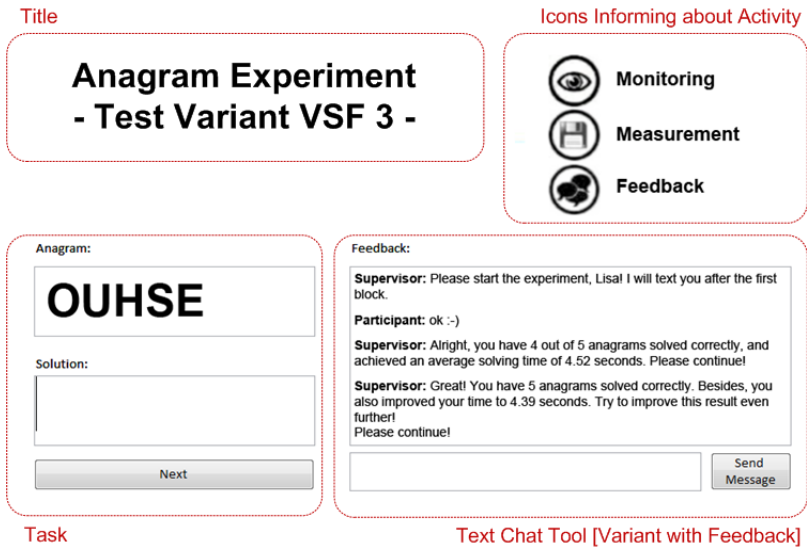 Title
Icons Informing about Activity
Anagram Experiment
- Test Variant VSF 3 -
Monitoring
Measurement
Feedback
Anagram:
OUHSE
Solution:
Next
Feedback:
Supervisor: Please start the experiment, Lisa! I will text you after the first
block.
Participant: ok :-)
Supervisor: Alright, you have 4 out of 5 anagrams solved correctly, and
achieved an average solving time of 4.52 seconds. Please continue!
Supervisor: Great! You have 5 anagrams solved correctly. Besides, you
also improved your time to 4.39 seconds. Try to improve this result even
further!
Please continue!
Send
Message
Task
Text Chat Tool [Variant with Feedback]